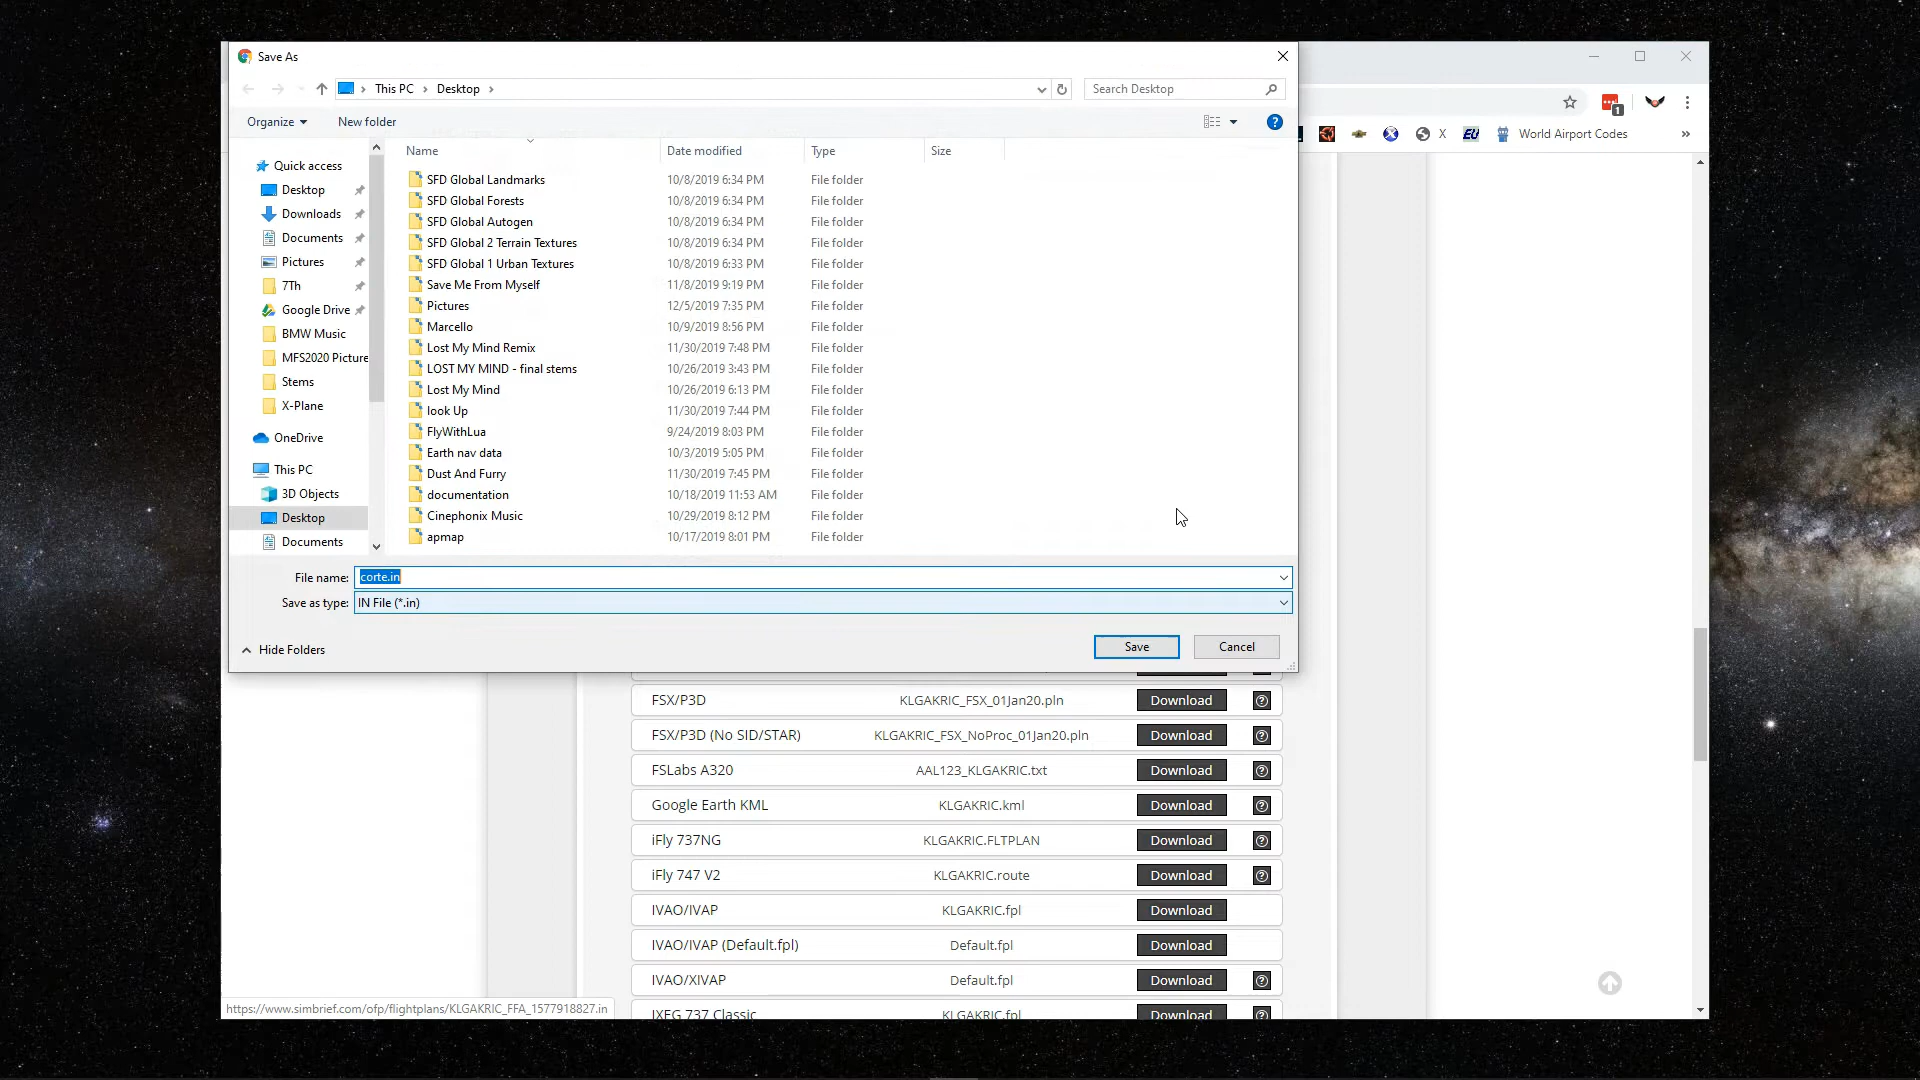 Save As
This PC
Desktop
Search Desktop
Organize
New folder
1
X
EU
World Airport Codes
»
Name
Date modified
Type
Size
Quick access
Desktop
Downloads
Documents
Pictures
7Th
Google Drive
BMW Music
MFS2020 Picture
Stems
X-Plane
OneDrive
This PC
3D Objects
Desktop
Documents
SFD Global Landmarks 10/8/2019 6:34 PM File folder
SFD Global Forests 10/8/2019 6:34 PM File folder
SFD Global Autogen 10/8/2019 6:34 PM File folder
SFD Global 2 Terrain Textures 10/8/2019 6:34 PM File folder
SFD Global 1 Urban Textures 10/8/2019 6:33 PM File folder
Save Me From Myself 11/8/2019 9:19 PM File folder
Pictures 12/5/2019 7:35 PM File folder
Marcello 10/9/2019 8:56 PM File folder
Lost My Mind Remix 11/30/2019 7:48 PM File folder
LOST MY MIND - final stems 10/26/2019 3:43 PM File folder
Lost My Mind 10/26/2019 6:13 PM File folder
look Up 11/30/2019 7:44 PM File folder
FlyWithLua 9/24/2019 8:03 PM File folder
Earth nav data 10/3/2019 5:05 PM File folder
Dust And Furry 11/30/2019 7:45 PM File folder
documentation 10/18/2019 11:53 AM File folder
Cinephonix Music 10/29/2019 8:12 PM File folder
apmap 10/17/2019 8:01 PM File folder
File name: corte.in
Save as type: IN File (*.in)
Hide Folders
Save
Cancel
FSX/P3D KLGAKRIC_FSX_01Jan20.pln Download
FSX/P3D (No SID/STAR) KLGAKRIC_FSX_NoProc_01Jan20.pln Download
FSLabs A320 AAL123_KLGAKRIC.txt Download
Google Earth KML KLGAKRIC.kml Download
iFly 737NG KLGAKRIC.FLTPLAN Download
iFly 747 V2 KLGAKRIC.route Download
IVAO/IVAP KLGAKRIC.fpl Download
IVAO/IVAP (Default.fpl) Default.fpl Download
IVAO/XIVAP Default.fpl Download
IXEG 737 Classic KLGAKRIC.fpl Download
https://www.simbrief.com/ofp/flightplans/KLGAKRIC_FFA_1577918827.in